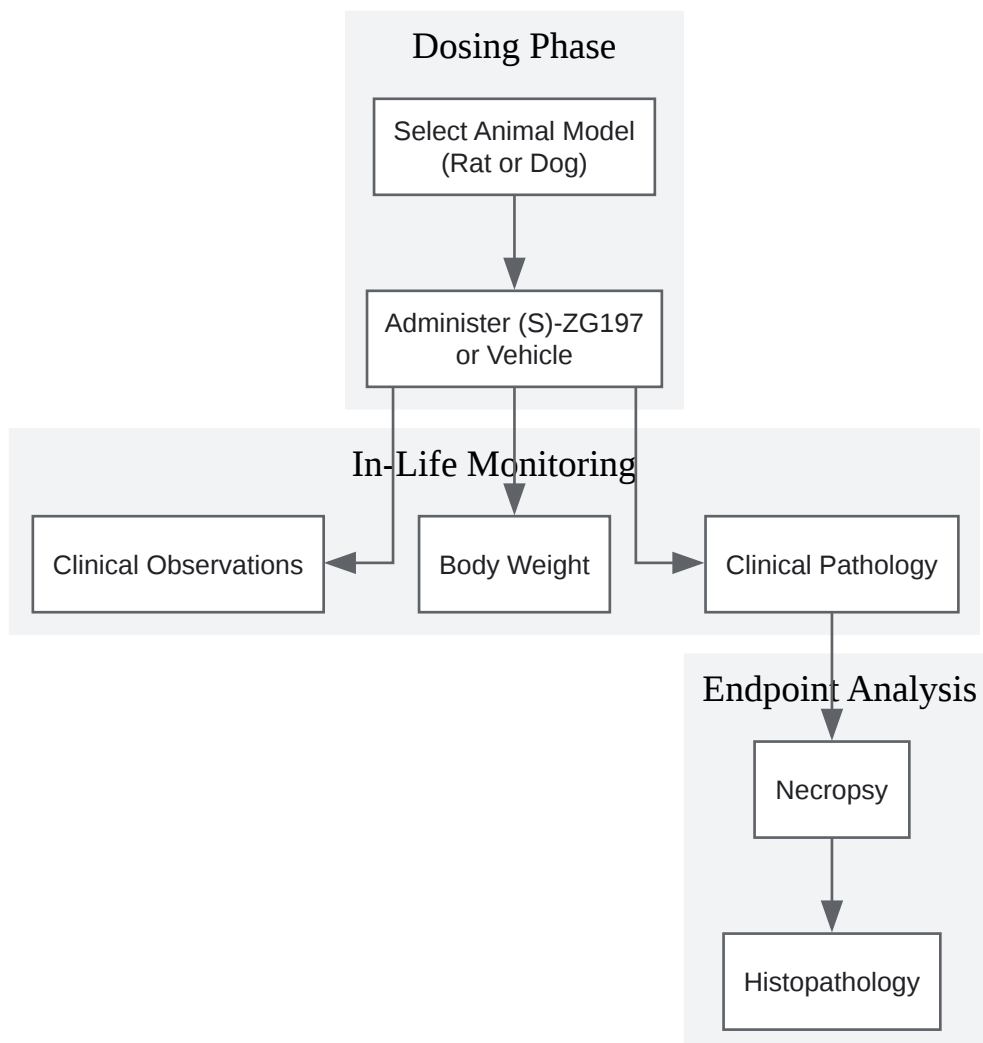 Dosing Phase
Select Animal Model
(Rat or Dog)
Administer (S)-ZG197
or Vehicle
In-Life Monitoring
Clinical Observations
Body Weight
Clinical Pathology
Endpoint Analysis
Necropsy
Histopathology